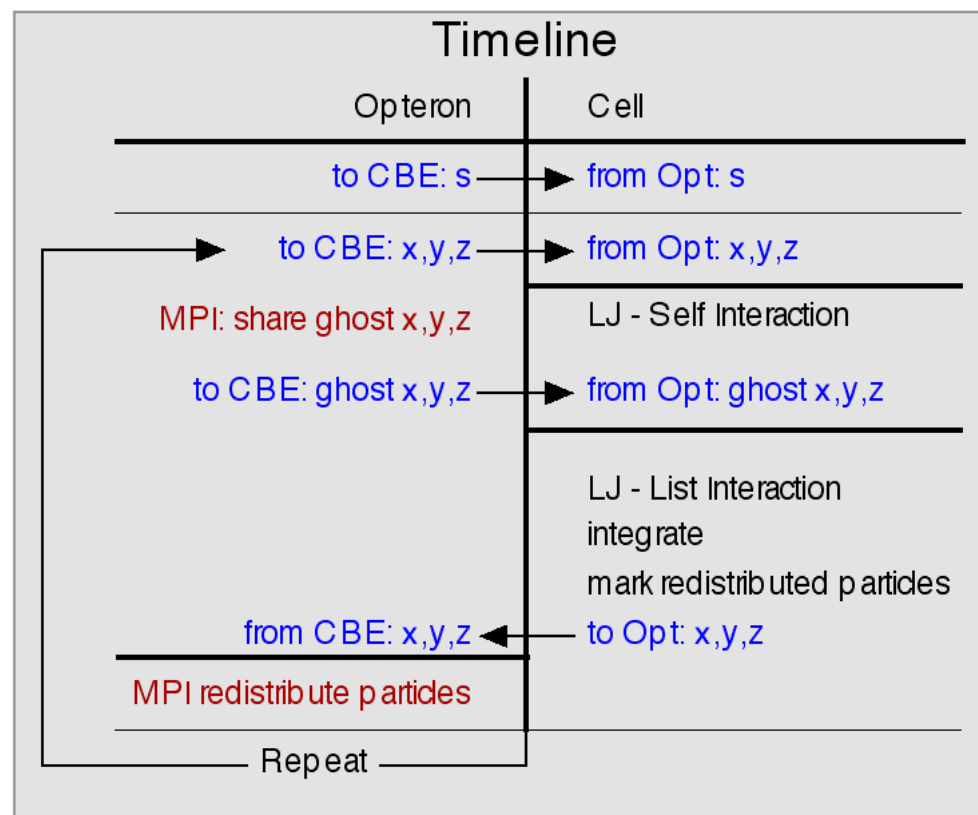 Timeline
Opteron
Cell
to CBE: s
from Opt: s
to CBE: x,y,z
from Opt: x,y,z
MPI: share ghost x,y,z
LJ - Self Interaction
to CBE: ghost x,y,z
from Opt: ghost x,y,z
LJ - List Interaction
integrate
mark redistributed particles
from CBE: x,y,z
to Opt: x,y,z
MPI redistribute particles
Repeat